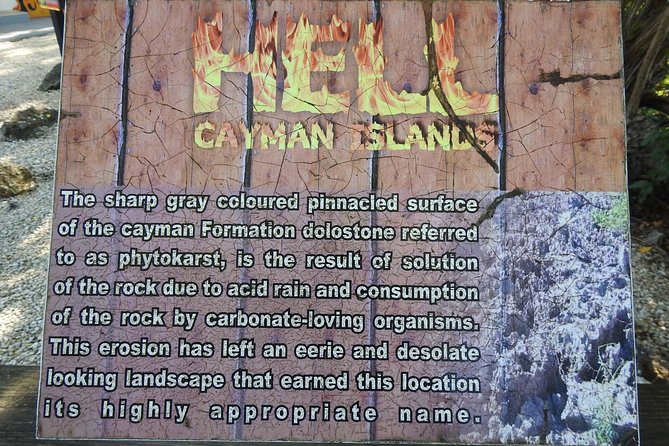 HELL
CAYMAN ISLANDS
The sharp gray coloured pinnacled surface
of the cayman Formation dolostone referred
to as phytokarst, is the result of solution
of the rock due to acid rain and consumption
of the rock by carbonate-loving organisms.
This erosion has left an eerie and desolate
looking landscape that earned this location
its highly appropriate name.